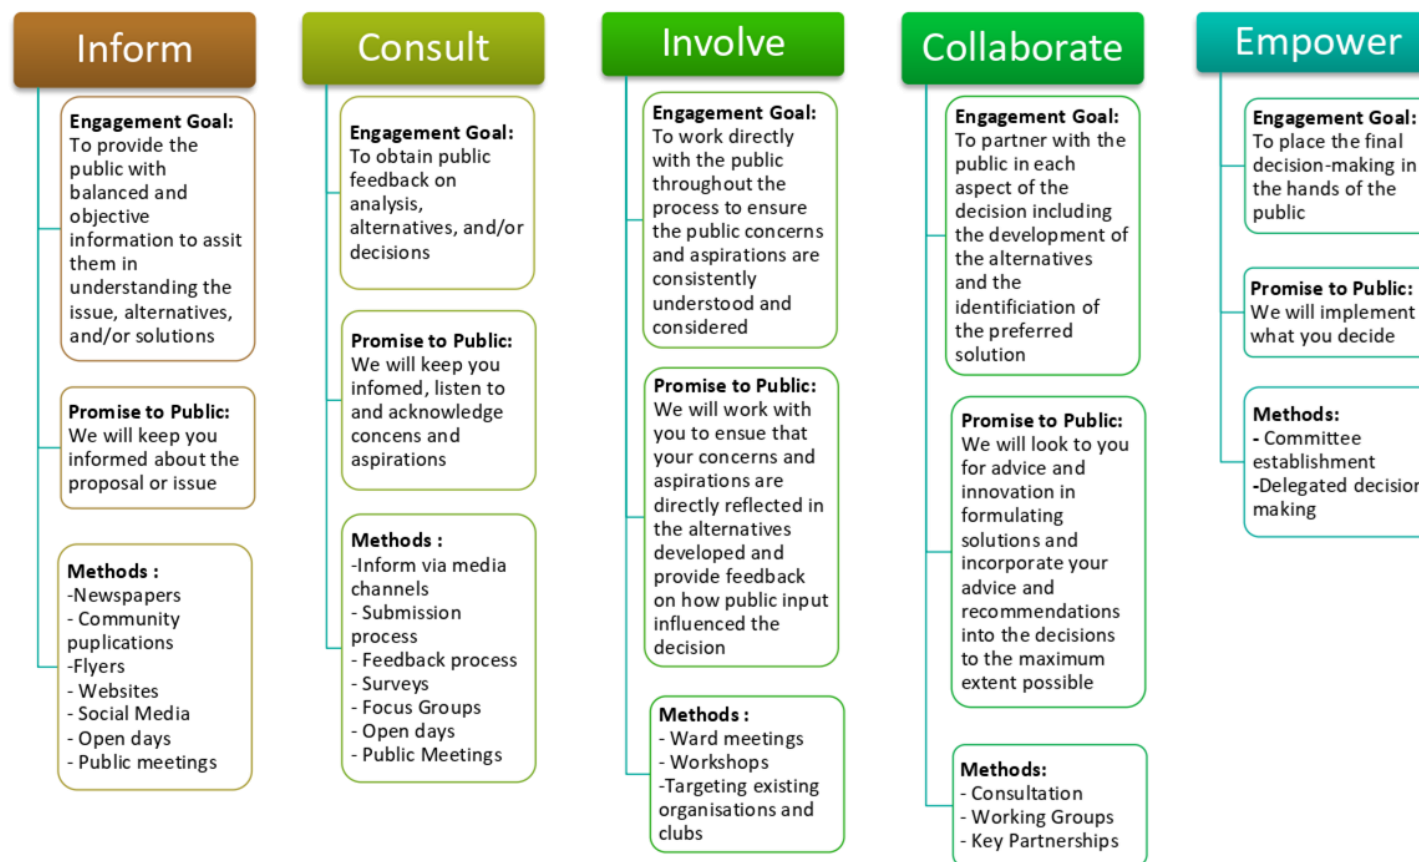 Inform
Engagement Goal:
To provide the
public with
balanced and
objective
information to assit
them in
understanding the
issue, alternatives,
and/or solutions
Promise to Public:
We will keep you
informed about the
proposal or issue
Methods :
-Newspapers
- Community
puplications
-Flyers
- Websites
- Social Media
- Open days
- Public meetings
Consult
Engagement Goal:
To obtain public
feedback on
analysis,
alternatives, and/or
decisions
Promise to Public:
We will keep you
infomed, listen to
and acknowledge
concens and
aspirations
Methods :
-Inform via media
channels
- Submission
process
- Feedback process
- Surveys
- Focus Groups
- Open days
- Public Meetings
Involve
Engagement Goal:
To work directly
with the public
throughout the
process to ensure
the public concerns
and aspirations are
consistently
understood and
considered
Promise to Public:
We will work with
you to ensue that
your concerns and
aspirations are
directly reflected in
the alternatives
developed and
provide feedback
on how public input
influenced the
decision
Methods :
- Ward meetings
- Workshops
-Targeting existing
organisations and
clubs
Collaborate
Engagement Goal:
To partner with the
public in each
aspect of the
decision including
the development of
the alternatives
and the
identificiation of
the preferred
solution
Promise to Public:
We will look to you
for advice and
innovation in
formulating
solutions and
incorporate your
advice and
recommendations
into the decisions
to the maximum
extent possible
Methods:
- Consultation
- Working Groups
- Key Partnerships
Empower
Engagement Goal:
To place the final
decision-making in
the hands of the
public
Promise to Public:
We will implement
what you decide
Methods:
- Committee
establishment
-Delegated decision
making